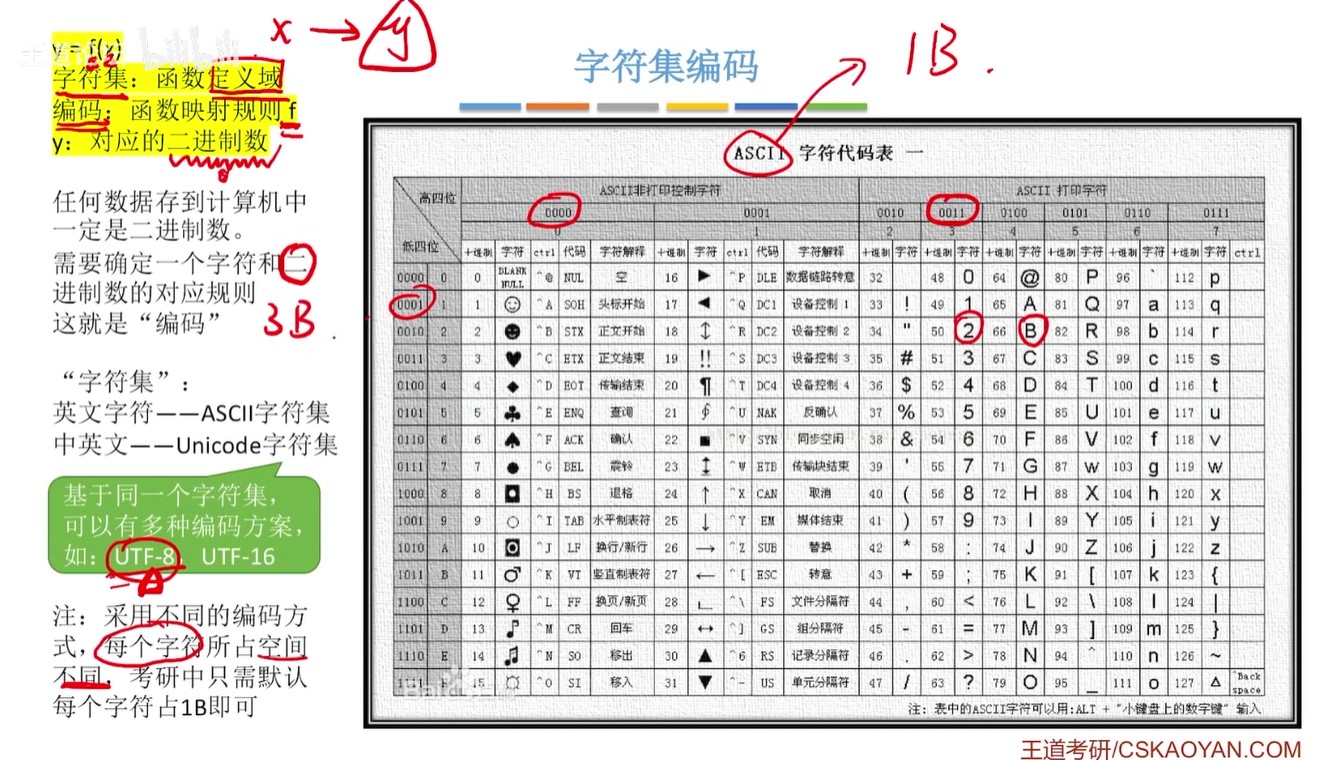 y = f(x)
字符集：函数定义域
编码：函数映射规则 f
y：对应的二进制数
x → y
字符集编码
1B.
任何数据存到计算机中
一定是二进制数。
需要确定一个字符和二
进制数的对应规则
这就是“编码”
3B
“字符集”：
英文字符——ASCII字符集
中英文——Unicode字符集
基于同一个字符集，
可以有多种编码方案，
如：UTF-8、UTF-16
注：采用不同的编码方
式，每个字符所占空间
不同，考研中只需默认
每个字符占1B即可
ASCII 字符代码表 一
高四位 ASCII非打印控制字符 ASCII 打印字符
0000 0001 0010 0011 0100 0101 0110 0111
0 1 2 3 4 5 6 7
低四位 十进制 字符 ctrl 代码 字符解释 十进制 字符 ctrl 代码 字符解释 十进制 字符 十进制 字符 十进制 字符 十进制 字符 十进制 字符 十进制 字符 ctrl
0000 0 0 BLANK NULL ^@ NUL 空 16 ► ^P DLE 数据链路转意 32 48 0 64 @ 80 P 96 ` 112 p
0001 1 1 ☺ ^A SOH 头标开始 17 ◄ ^Q DC1 设备控制 1 33 ! 49 1 65 A 81 Q 97 a 113 q
0010 2 2 ☻ ^B STX 正文开始 18 ↕ ^R DC2 设备控制 2 34 " 50 2 66 B 82 R 98 b 114 r
0011 3 3 ♥ ^C ETX 正文结束 19 !! ^S DC3 设备控制 3 35 # 51 3 67 C 83 S 99 c 115 s
0100 4 4 ◆ ^D EOT 传输结束 20 ¶ ^T DC4 设备控制 4 36 $ 52 4 68 D 84 T 100 d 116 t
0101 5 5 ♣ ^E ENQ 查询 21 ∮ ^U NAK 反确认 37 % 53 5 69 E 85 U 101 e 117 u
0110 6 6 ♠ ^F ACK 确认 22 ■ ^V SYN 同步空闲 38 & 54 6 70 F 86 V 102 f 118 v
0111 7 7 ● ^G BEL 震铃 23 ↨ ^W ETB 传输块结束 39 ' 55 7 71 G 87 w 103 g 119 w
1000 8 8 ◘ ^H BS 退格 24 ↑ ^X CAN 取消 40 ( 56 8 72 H 88 X 104 h 120 x
1001 9 9 ○ ^I TAB 水平制表符 25 ↓ ^Y EM 媒体结束 41 ) 57 9 73 I 89 Y 105 i 121 y
1010 A 10 ◙ ^J LF 换行/新行 26 → ^Z SUB 替换 42 * 58 : 74 J 90 Z 106 j 122 z
1011 B 11 ♂ ^K VT 竖直制表符 27 ← ^[ ESC 转意 43 + 59 ; 75 K 91 [ 107 k 123 {
1100 C 12 ♀ ^L FF 换页/新页 28 ∟ ^\ FS 文件分隔符 44 , 60 < 76 L 92 \ 108 l 124 |
1101 D 13 ♪ ^M CR 回车 29 ↔ ^] GS 组分隔符 45 - 61 = 77 M 93 ] 109 m 125 }
1110 E 14 ♫ ^N SO 移出 30 ▲ ^6 RS 记录分隔符 46 . 62 > 78 N 94 ^ 110 n 126 ~
15 ☼ ^O SI 移入 31 ▼ ^- US 单元分隔符 47 / 63 ? 79 O 95 _ 111 o 127 △ ^Back space
注：表中的ASCII字符可以用:ALT + "小键盘上的数字键" 输入
王道考研/CSKAOYAN.COM